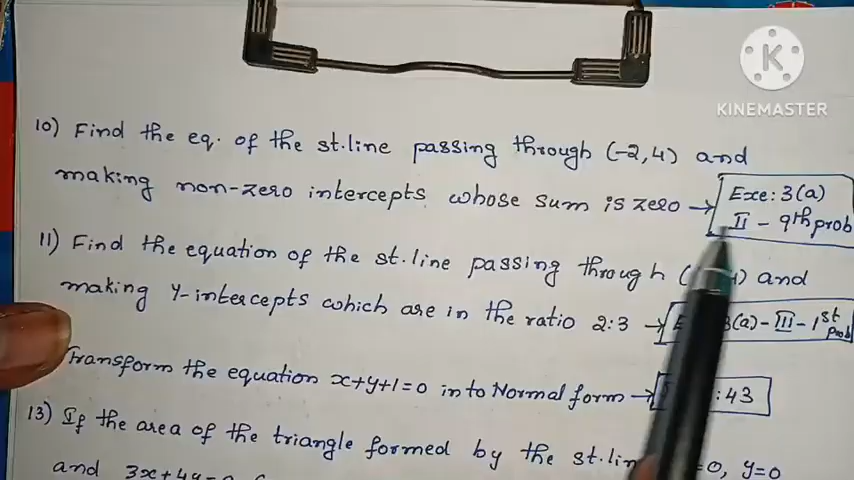 KINEMASTER
10) Find the eq. of the st.line passing through (-2,4) and
making non-zero intercepts whose sum is zero → Exe: 3(a)
II - 9th prob
11) Find the equation of the st.line passing through ( ) and
making y-intercepts which are in the ratio 2:3 → 3(a)-III-1st prob
Transform the equation x+y+1=0 into Normal form → :43
13) If the area of the triangle formed by the st.lin =0, y=0
and 3x+4y=